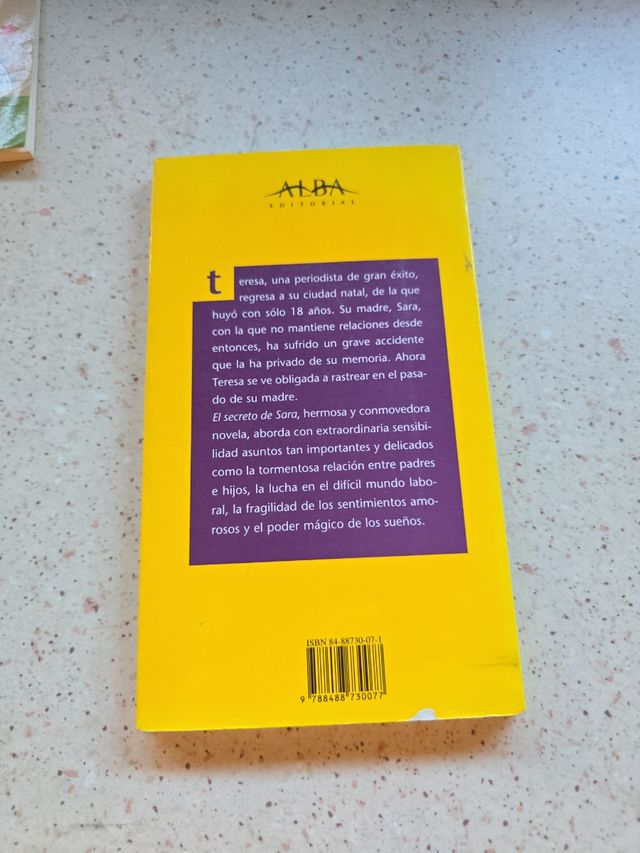 ALBA
EDITORIAL
teresa, una periodista de gran éxito,
regresa a su ciudad natal, de la que
huyó con sólo 18 años. Su madre, Sara,
con la que no mantiene relaciones desde
entonces, ha sufrido un grave accidente
que la ha privado de su memoria. Ahora
Teresa se ve obligada a rastrear en el pasa-
do de su madre.
El secreto de Sara, hermosa y conmovedora
novela, aborda con extraordinaria sensibi-
lidad asuntos tan importantes y delicados
como la tormentosa relación entre padres
e hijos, la lucha en el difícil mundo labo-
ral, la fragilidad de los sentimientos amo-
rosos y el poder mágico de los sueños.
ISBN 84-88730-07-1
9 788488 730077